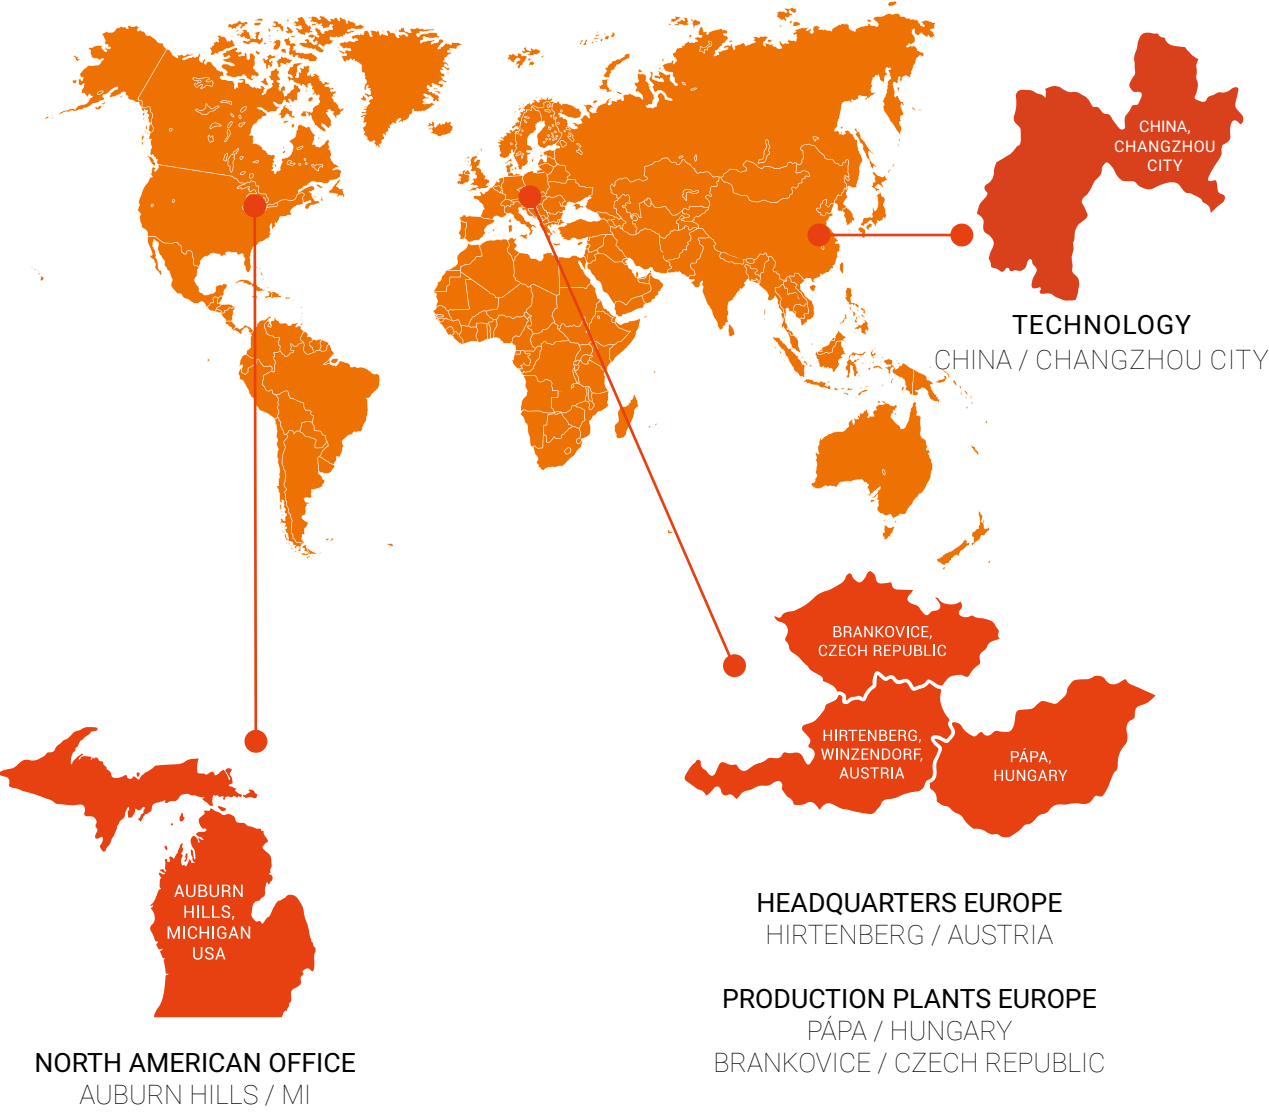 CHINA,
CHANGZHOU
CITY
TECHNOLOGY
CHINA / CHANGZHOU CITY
BRANKOVICE,
CZECH REPUBLIC
HIRTENBERG,
WINZENDORF,
AUSTRIA
PÁPA,
HUNGARY
AUBURN
HILLS,
MICHIGAN
USA
HEADQUARTERS EUROPE
HIRTENBERG / AUSTRIA
PRODUCTION PLANTS EUROPE
PÁPA / HUNGARY
BRANKOVICE / CZECH REPUBLIC
NORTH AMERICAN OFFICE
AUBURN HILLS / MI